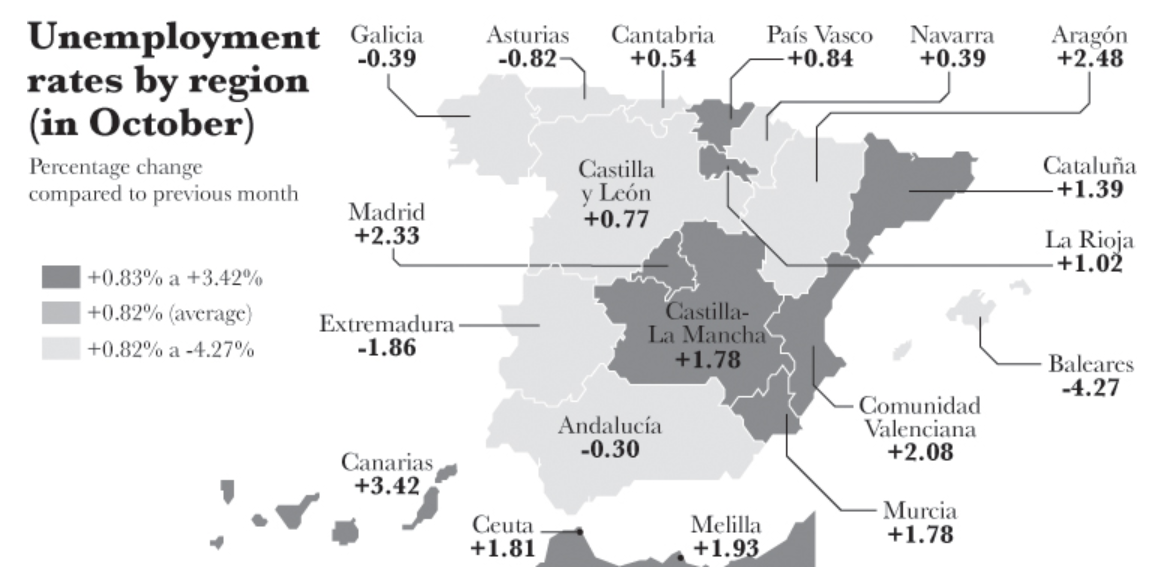 Unemployment
rates by region
(in October)
Percentage change
compared to previous month
+0.83% a +3.42%
+0.82% (average)
+0.82% a -4.27%
Galicia
-0.39
Asturias
-0.82
Cantabria
+0.54
País Vasco
+0.84
Navarra
+0.39
Aragón
+2.48
Castilla
y León
+0.77
Cataluña
+1.39
Madrid
+2.33
La Rioja
+1.02
Extremadura
-1.86
Castilla-
La Mancha
+1.78
Baleares
-4.27
Andalucía
-0.30
Comunidad
Valenciana
+2.08
Canarias
+3.42
Ceuta
+1.81
Melilla
+1.93
Murcia
+1.78